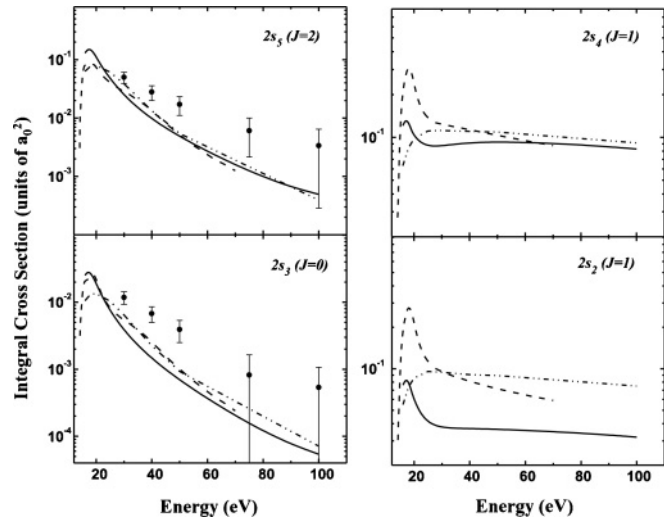 Integral Cross Section (units of a₀²)
2s₅ (J=2)
10⁻¹
10⁻²
10⁻³
2s₄ (J=1)
10⁻¹
2s₃ (J=0)
10⁻²
10⁻³
10⁻⁴
20 40 60 80 100
Energy (eV)
2s₂ (J=1)
10⁻¹
20 40 60 80 100
Energy (eV)